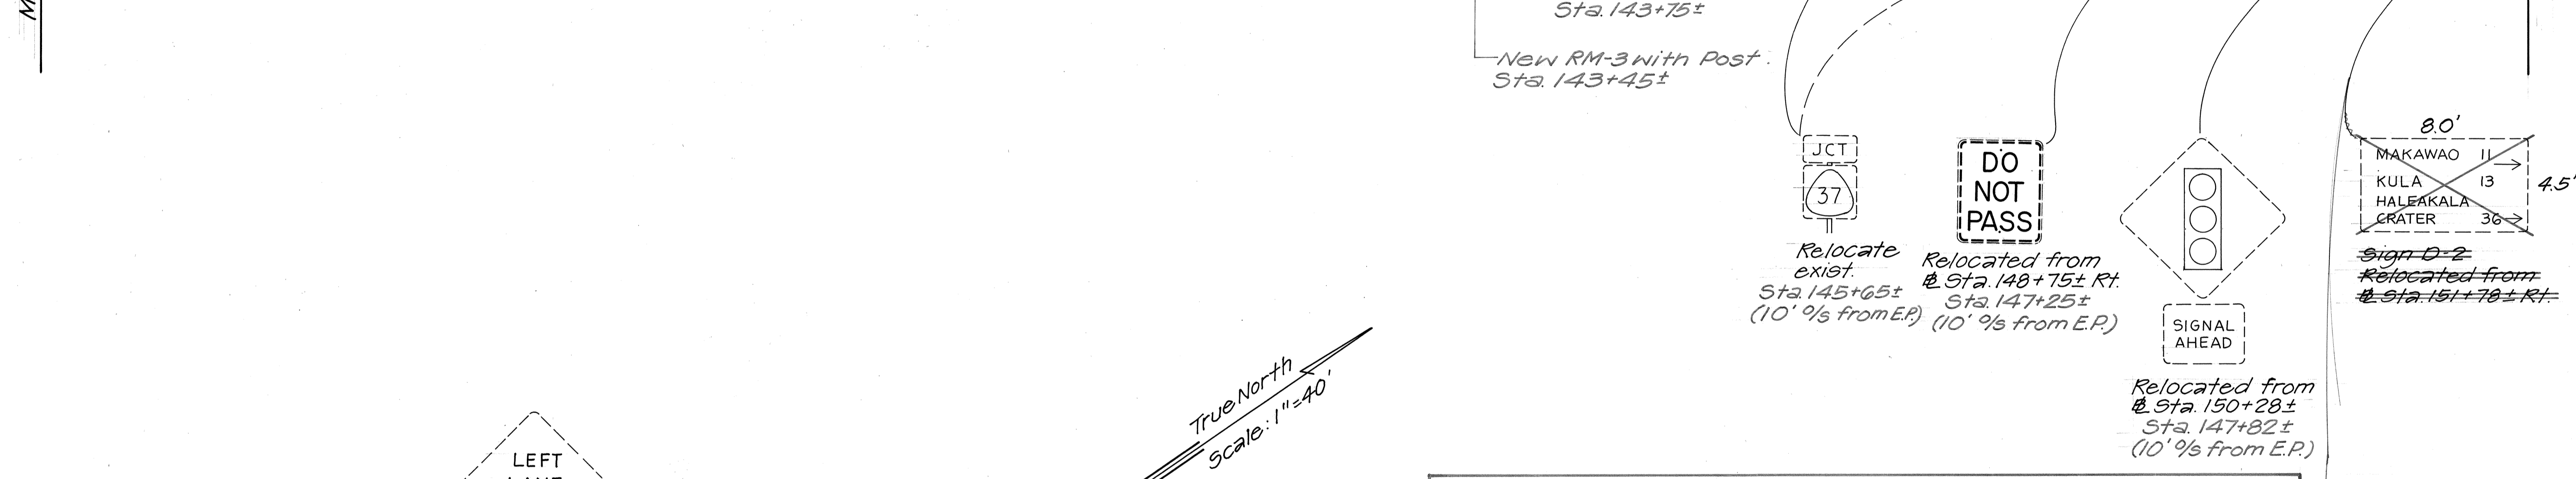 Sta. 143+75±
New RM-3 with Post.
Sta. 143+45±
JCT
37
Relocate
exist.
Sta. 145+65±
(10' o/s from E.P.)
DO
NOT
PASS
Relocated from
℄ Sta. 148+75± Rt.
Sta. 147+25±
(10' o/s from E.P.)
SIGNAL
AHEAD
Relocated from
℄ Sta. 150+28±
Sta. 147+82±
(10' o/s from E.P.)
8.0'
4.5'
MAKAWAO 11 →
KULA 13
HALEAKALA
CRATER 36→
Sign D-2
Relocated from
℄ Sta. 151+78± Rt.
True North
Scale: 1"=40'
LEFT